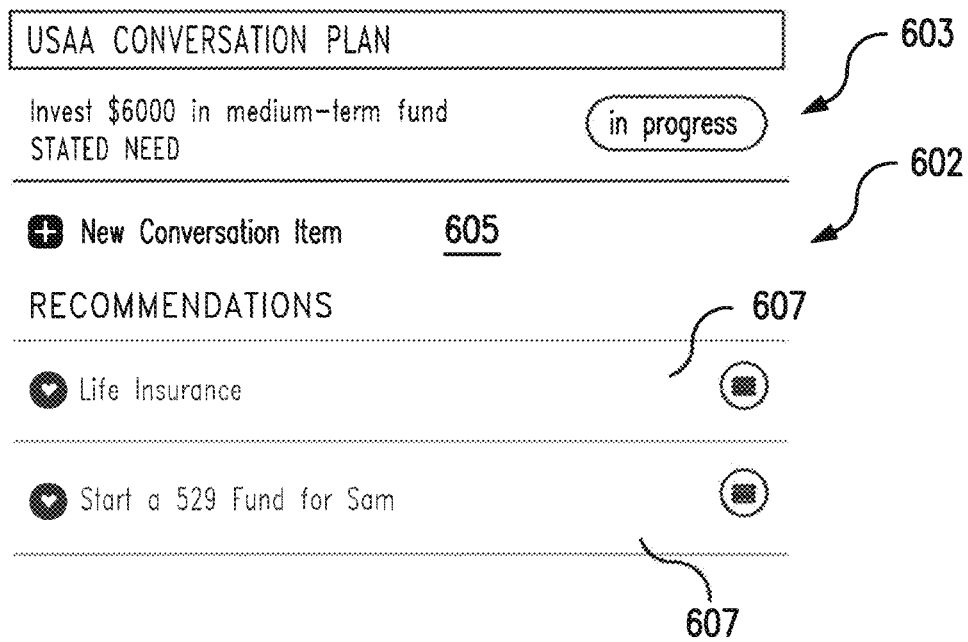 USAA CONVERSATION PLAN
603
Invest $6000 in medium-term fund
in progress
STATED NEED
602
New Conversation Item 605
RECOMMENDATIONS
607
Life Insurance
Start a 529 Fund for Sam
607